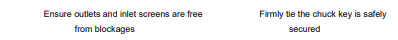 Ensure outlets and inlet screens are free
from blockages
Firmly tie the chuck key is safely
secured